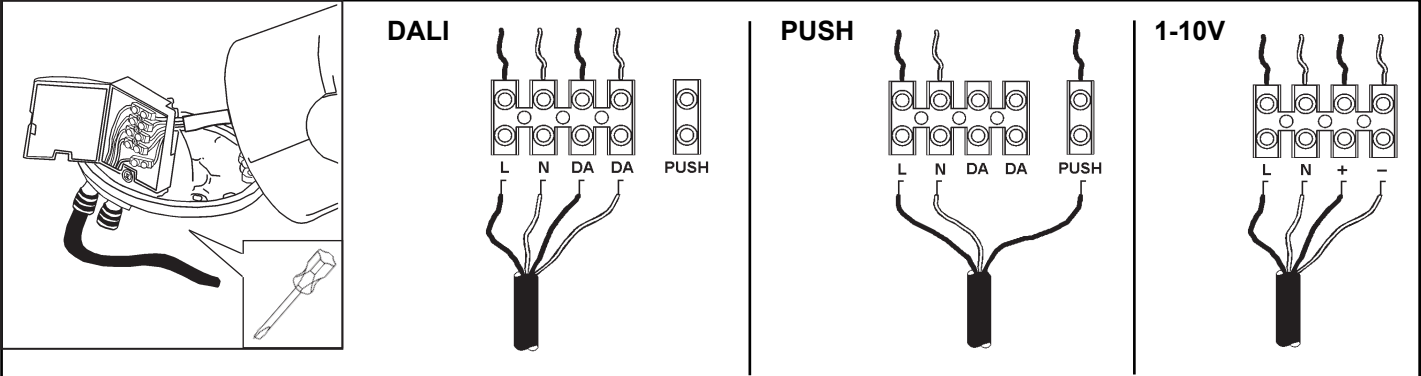 DALI
L N DA DA PUSH
PUSH
L N DA DA PUSH
1-10V
L N + −